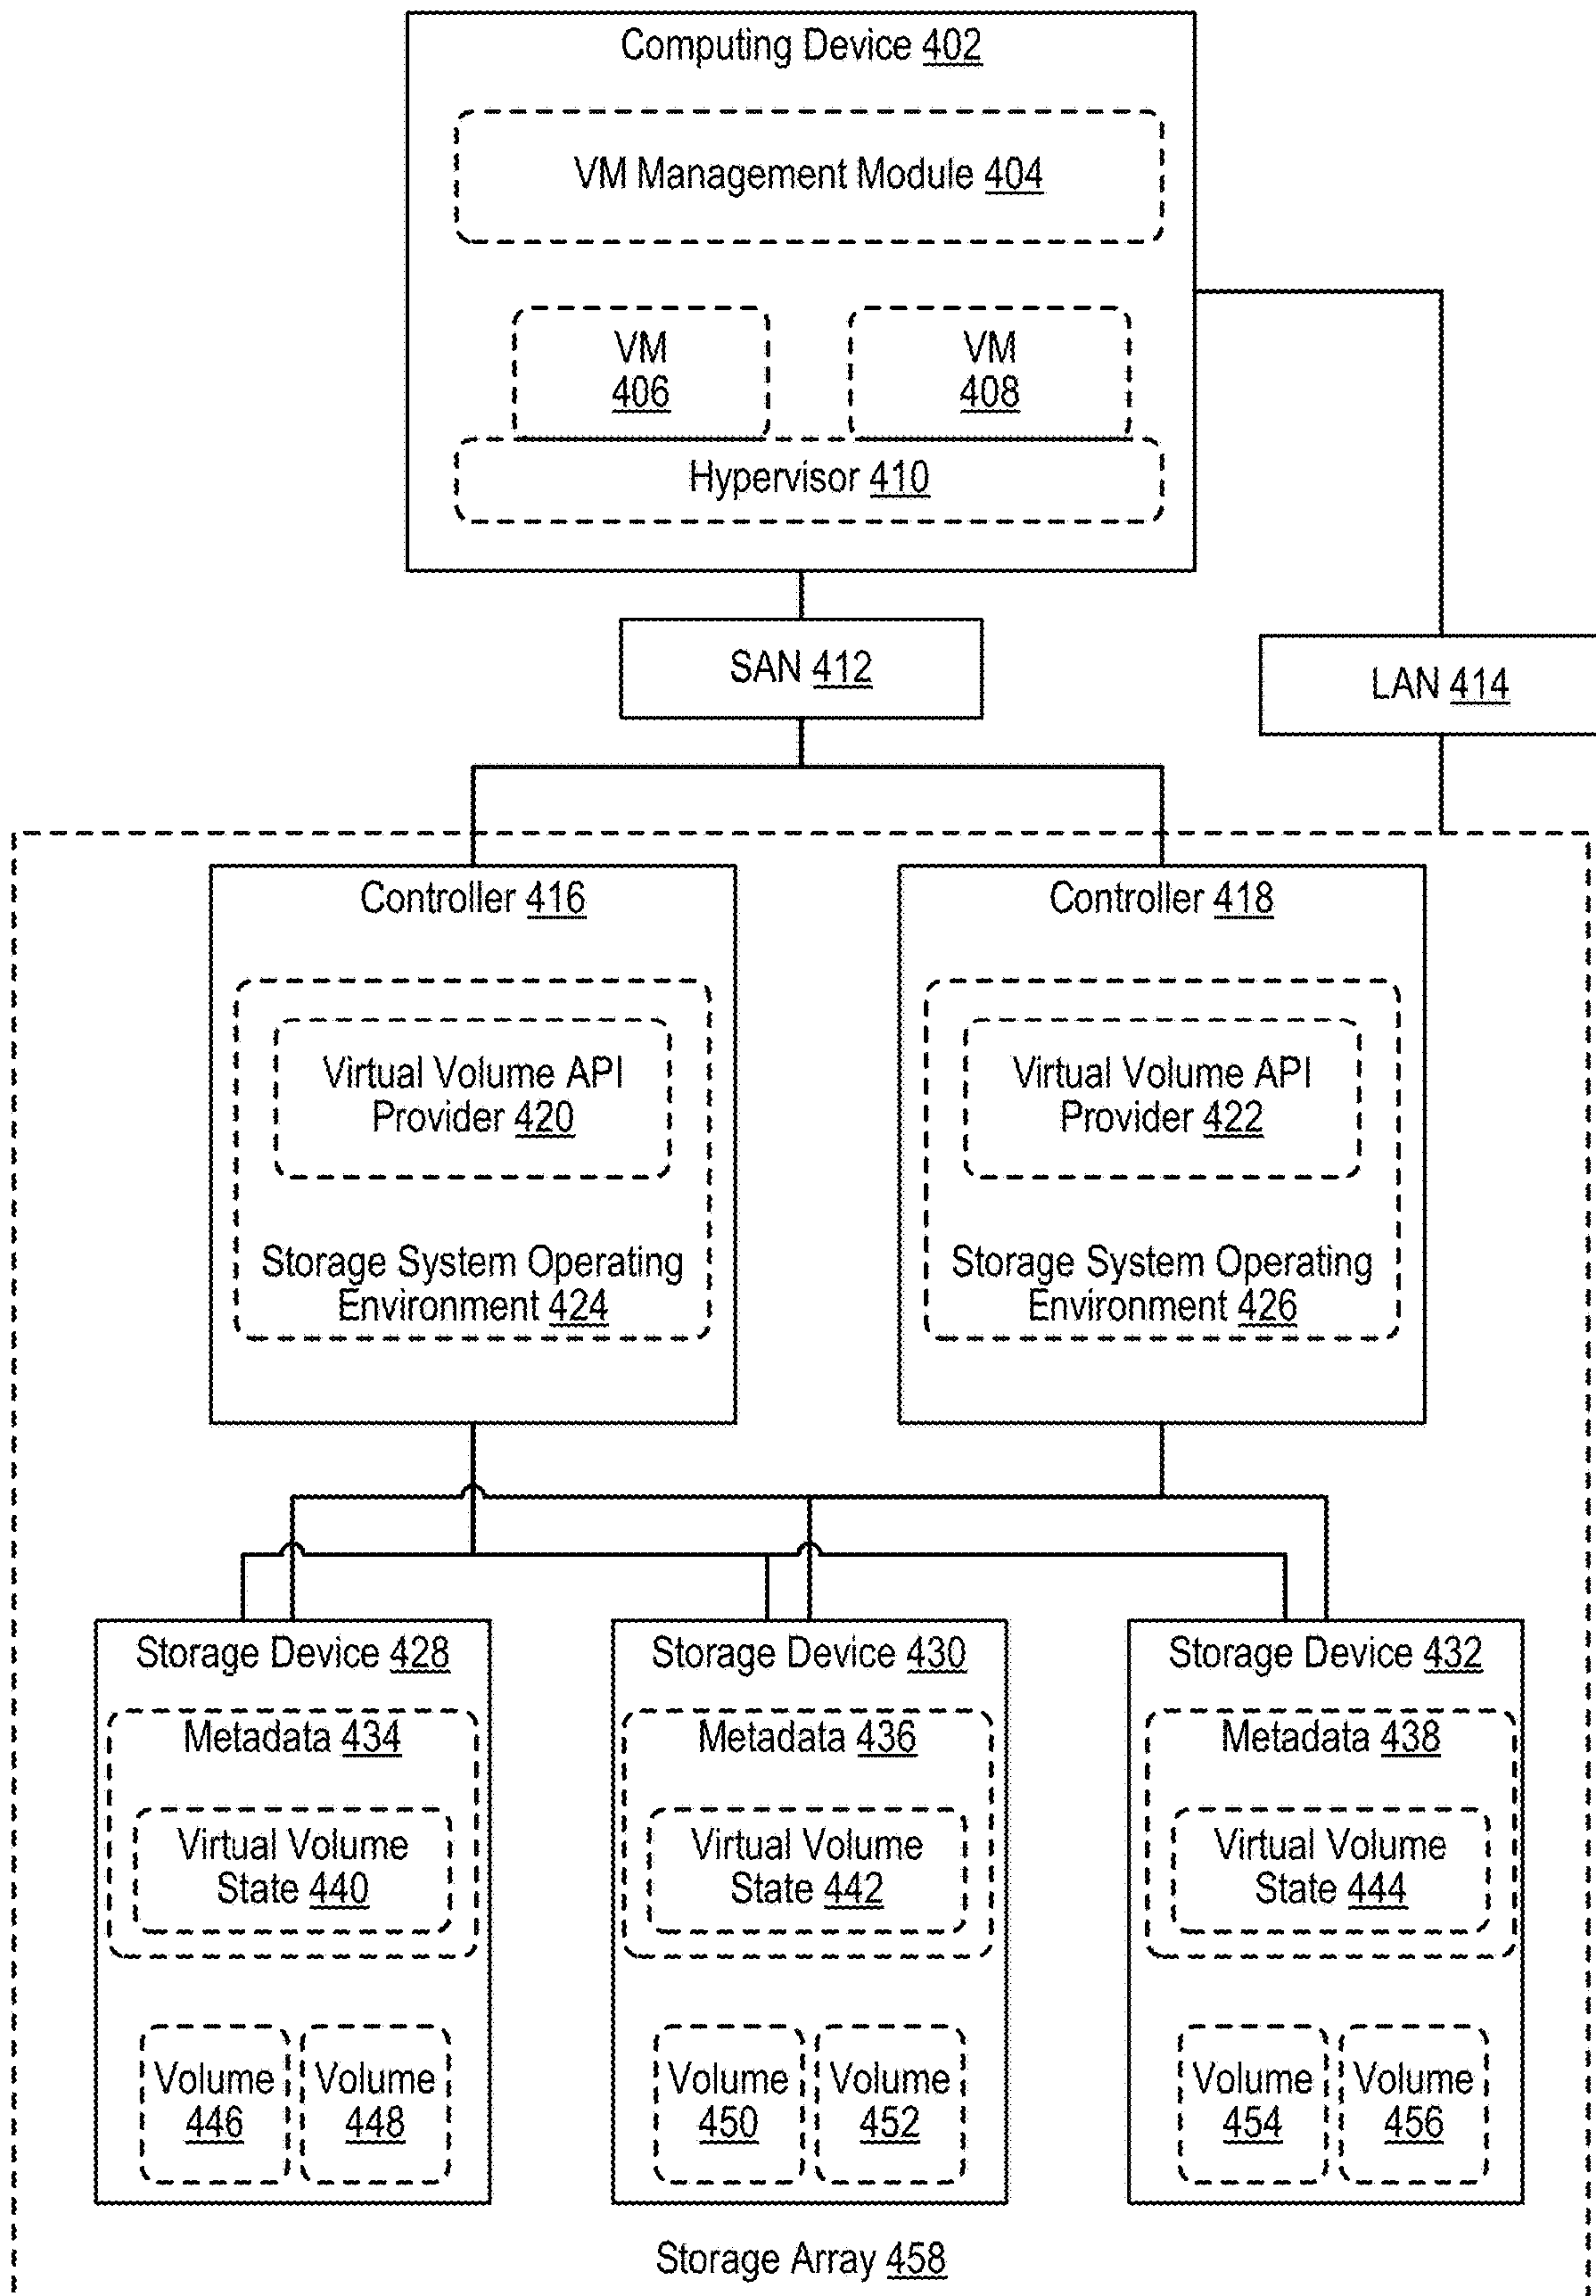 Computing Device 402
VM Management Module 404
VM
406
VM
408
Hypervisor 410
SAN 412
LAN 414
Controller 416
Virtual Volume API
Provider 420
Storage System Operating
Environment 424
Controller 418
Virtual Volume API
Provider 422
Storage System Operating
Environment 426
Storage Device 428
Metadata 434
Virtual Volume
State 440
Volume
446
Volume
448
Storage Device 430
Metadata 436
Virtual Volume
State 442
Volume
450
Volume
452
Storage Device 432
Metadata 438
Virtual Volume
State 444
Volume
454
Volume
456
Storage Array 458